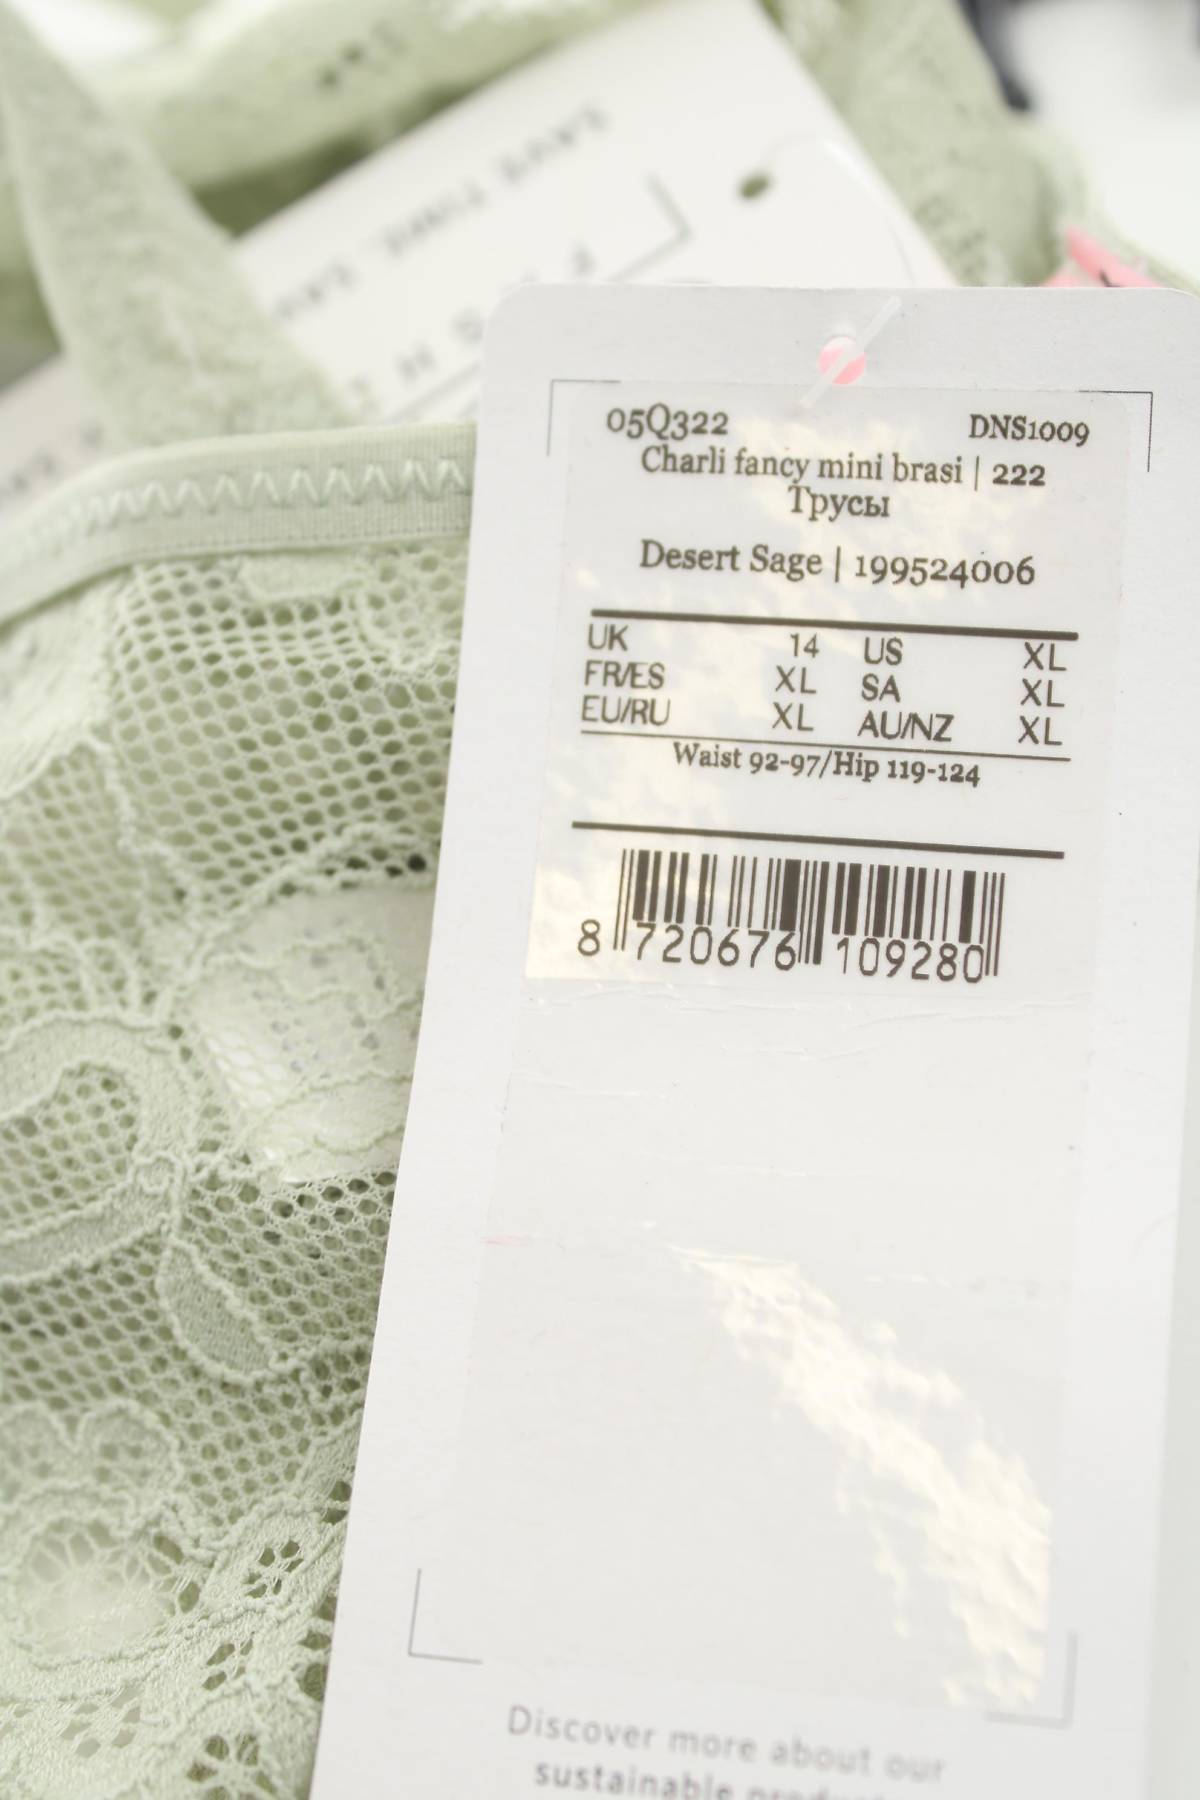 05Q322 DNS1009
Charli fancy mini brasi | 222
Трусы
Desert Sage | 199524006
UK 14 US XL
FR/ES XL SA XL
EU/RU XL AU/NZ XL
Waist 92-97/Hip 119-124
8 720676 109280
Discover more about our
sustainable